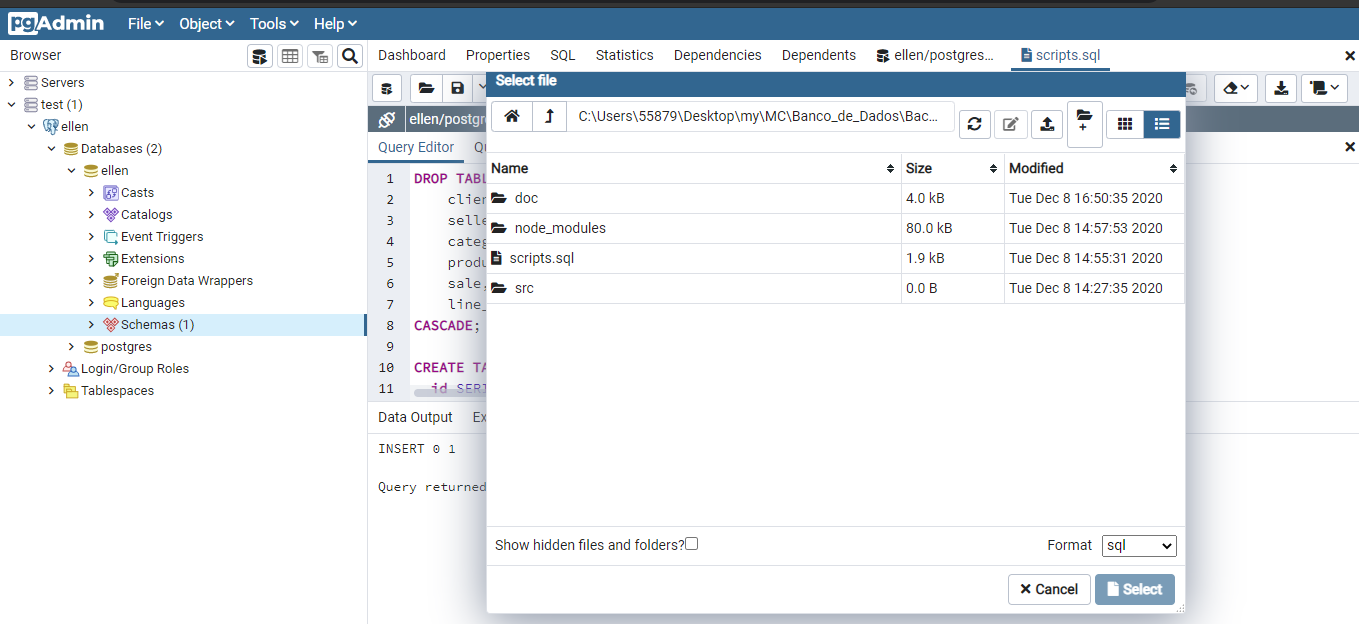 pgAdmin File Object Tools Help
Browser
Dashboard Properties SQL Statistics Dependencies Dependents ellen/postgres... scripts.sql
Servers
test (1)
ellen
Databases (2)
ellen
Casts
Catalogs
Event Triggers
Extensions
Foreign Data Wrappers
Languages
Schemas (1)
postgres
Login/Group Roles
Tablespaces
ellen/postgr
Query Editor Qu
1 DROP TABL
2 clien
3 selle
4 categ
5 produ
6 sale,
7 line_
8 CASCADE;
9
10 CREATE TA
11 id SERI
Data Output Ex
INSERT 0 1
Query returned
Select file
C:\Users\55879\Desktop\my\MC\Banco_de_Dados\Bac...
Name Size Modified
doc 4.0 kB Tue Dec 8 16:50:35 2020
node_modules 80.0 kB Tue Dec 8 14:57:53 2020
scripts.sql 1.9 kB Tue Dec 8 14:55:31 2020
src 0.0 B Tue Dec 8 14:27:35 2020
Show hidden files and folders? Format sql
Cancel Select